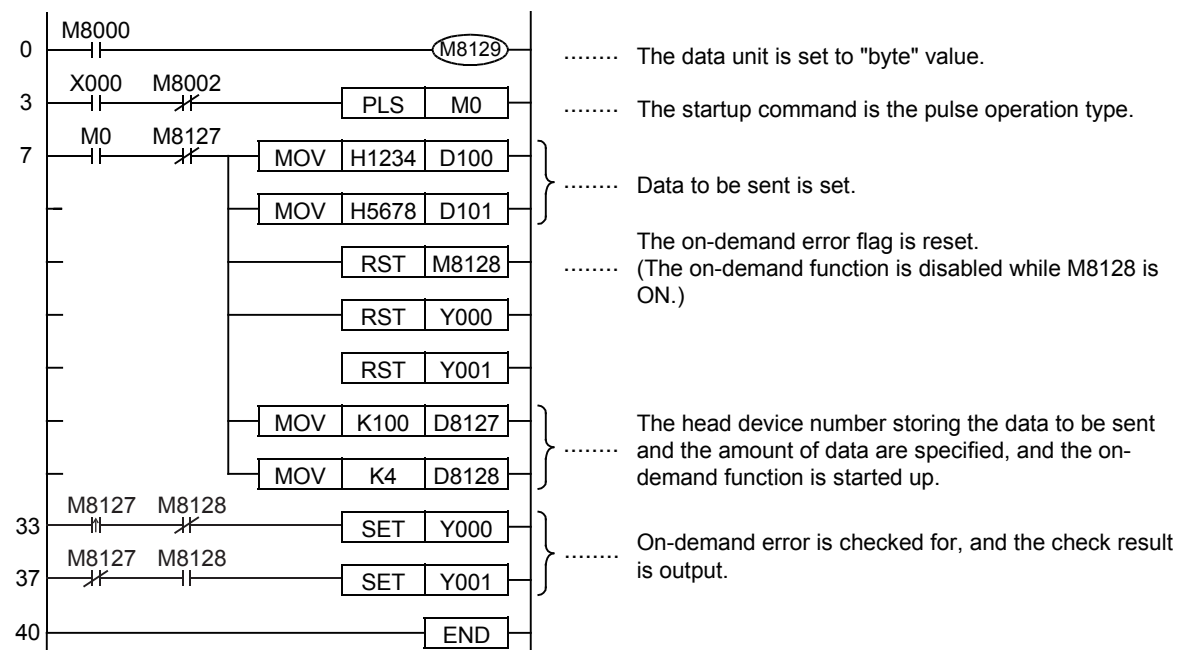 M8000
0 M8129 ........ The data unit is set to "byte" value.
X000 M8002
3 PLS M0 ........ The startup command is the pulse operation type.
M0 M8127
7 MOV H1234 D100
........ Data to be sent is set.
MOV H5678 D101
The on-demand error flag is reset.
RST M8128 ........ (The on-demand function is disabled while M8128 is
ON.)
RST Y000
RST Y001
MOV K100 D8127 The head device number storing the data to be sent
........ and the amount of data are specified, and the on-
MOV K4 D8128 demand function is started up.
M8127 M8128
33 SET Y000
........ On-demand error is checked for, and the check result
M8127 M8128 is output.
37 SET Y001
40 END